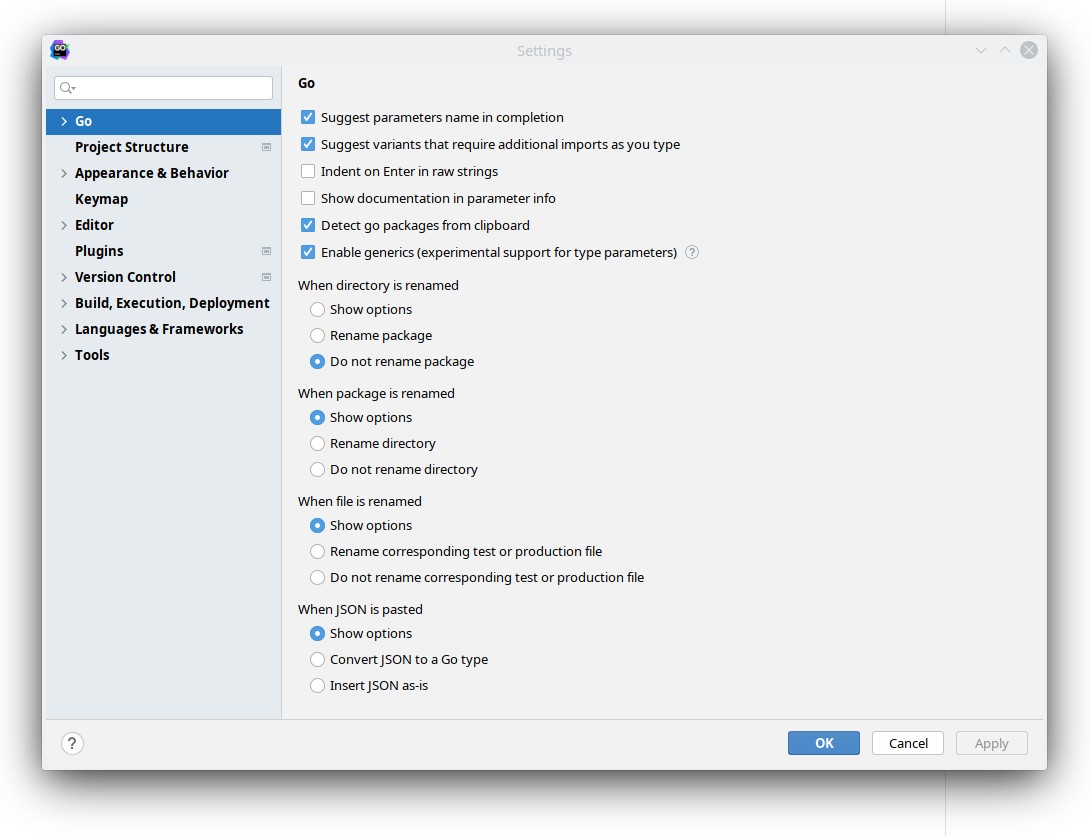 GO
Settings
Go
Project Structure
Appearance & Behavior
Keymap
Editor
Plugins
Version Control
Build, Execution, Deployment
Languages & Frameworks
Tools
Go
Suggest parameters name in completion
Suggest variants that require additional imports as you type
Indent on Enter in raw strings
Show documentation in parameter info
Detect go packages from clipboard
Enable generics (experimental support for type parameters) ?
When directory is renamed
Show options
Rename package
Do not rename package
When package is renamed
Show options
Rename directory
Do not rename directory
When file is renamed
Show options
Rename corresponding test or production file
Do not rename corresponding test or production file
When JSON is pasted
Show options
Convert JSON to a Go type
Insert JSON as-is
? OK Cancel Apply